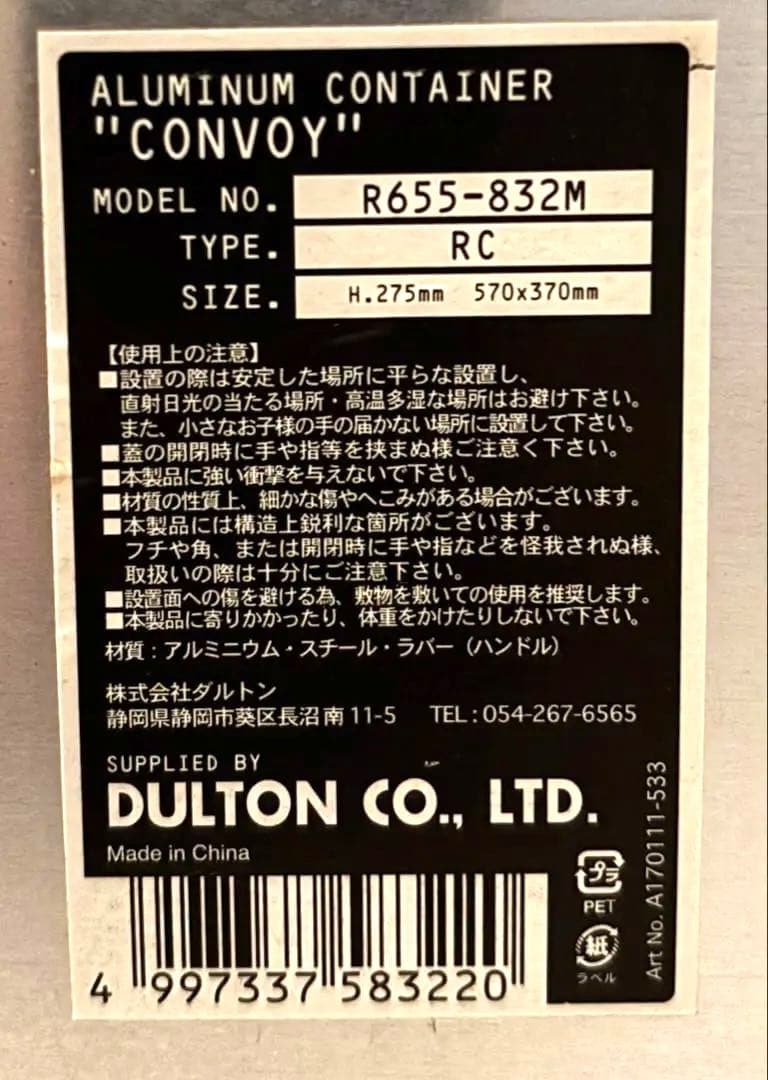 ALUMINUM CONTAINER
"CONVOY"
MODEL NO. R655-832M
TYPE. RC
SIZE. H.275mm 570x370mm
【使用上の注意】
■設置の際は安定した場所に平らな設置し、
直射日光の当たる場所・高温多湿な場所はお避け下さい。
また、小さなお子様の手の届かない場所に設置して下さい。
■蓋の開閉時に手や指等を挟まぬ様ご注意く下さい。
■本製品に強い衝撃を与えないで下さい。
■材質の性質上、細かな傷やへこみがある場合がございます。
■本製品には構造上鋭利な箇所がございます。
フチや角、または開閉時に手や指などを怪我されぬ様、
取扱いの際は十分にご注意下さい。
■設置面への傷を避ける為、敷物を敷いての使用を推奨します。
■本製品に寄りかかったり、体重をかけたりしないで下さい。
材質：アルミニウム・スチール・ラバー（ハンドル）
株式会社ダルトン
静岡県静岡市葵区長沼南11-5 TEL：054-267-6565
SUPPLIED BY
DULTON CO., LTD.
Made in China
プラ
PET
紙
ラベル
Art No. A170111-533
4 997337 583220